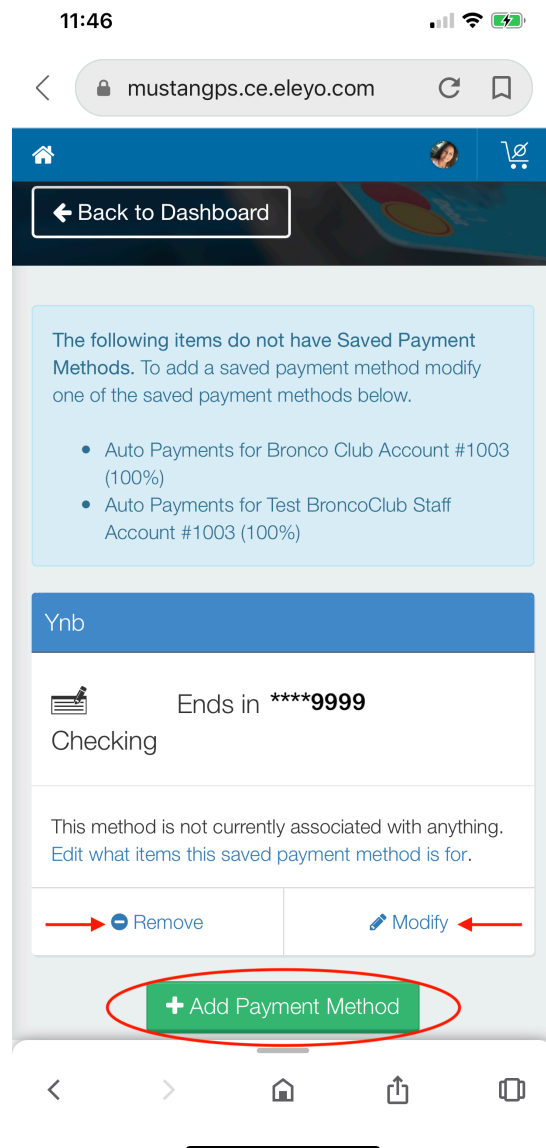 11:46
mustangps.ce.eleyo.com
Back to Dashboard
The following items do not have Saved Payment
Methods. To add a saved payment method modify
one of the saved payment methods below.
Auto Payments for Bronco Club Account #1003
(100%)
Auto Payments for Test BroncoClub Staff
Account #1003 (100%)
Ynb
Ends in ****9999
Checking
This method is not currently associated with anything.
Edit what items this saved payment method is for.
Remove
Modify
Add Payment Method